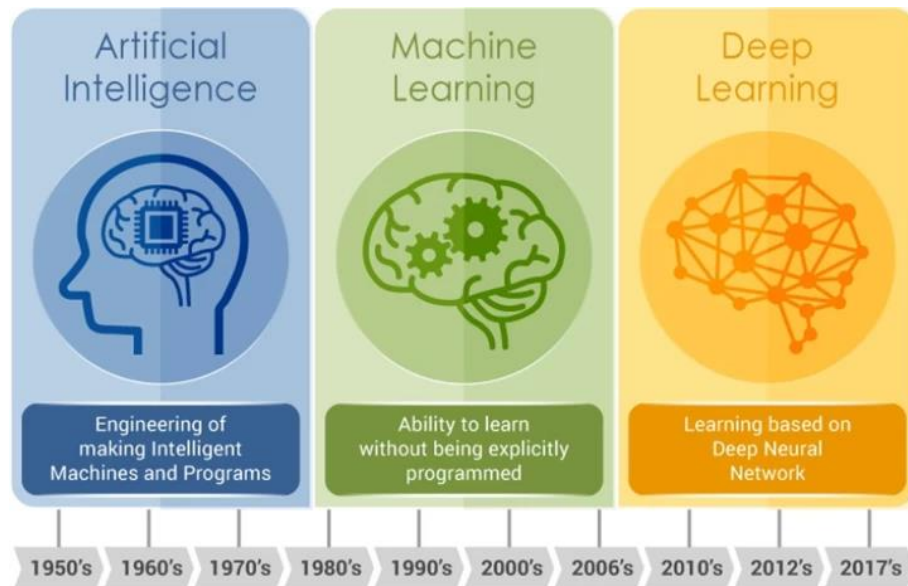 Artificial
Intelligence
Machine
Learning
Deep
Learning
Engineering of
making Intelligent
Machines and Programs
Ability to learn
without being explicitly
programmed
Learning based on
Deep Neural
Network
1950's 1960's 1970's 1980's 1990's 2000's 2006's 2010's 2012's 2017's